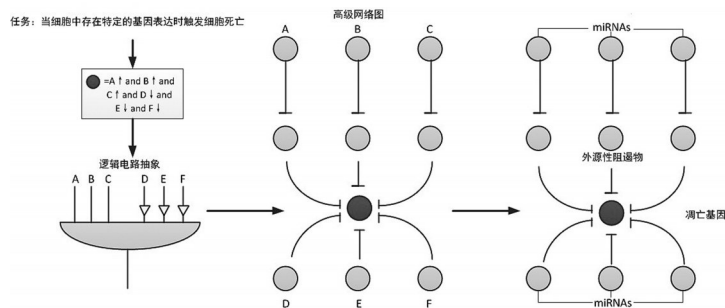 任务：当细胞中存在特定的基因表达时触发细胞死亡
=A↑ and B↑ and
C↑ and D↓ and
E↓ and F↓
逻辑电路抽象
A B C D E F
高级网络图
A B C
D E F
miRNAs
外源性阻遏物
凋亡基因
miRNAs